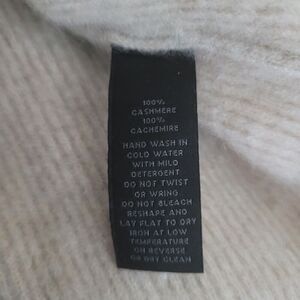 100%
CASHMERE
100%
CACHEMIRE
HAND WASH IN
COLD WATER
WITH MILD
DETERGENT
DO NOT TWIST
OR WRING
DO NOT BLEACH
RESHAPE AND
LAY FLAT TO DRY
IRON AT LOW
TEMPERATURE
ON REVERSE
OR DRY CLEAN